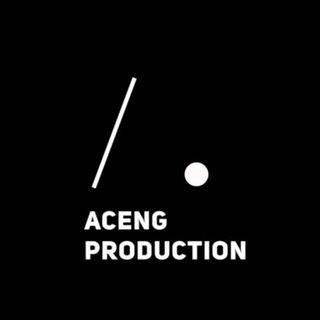 /.
ACENG
PRODUCTION